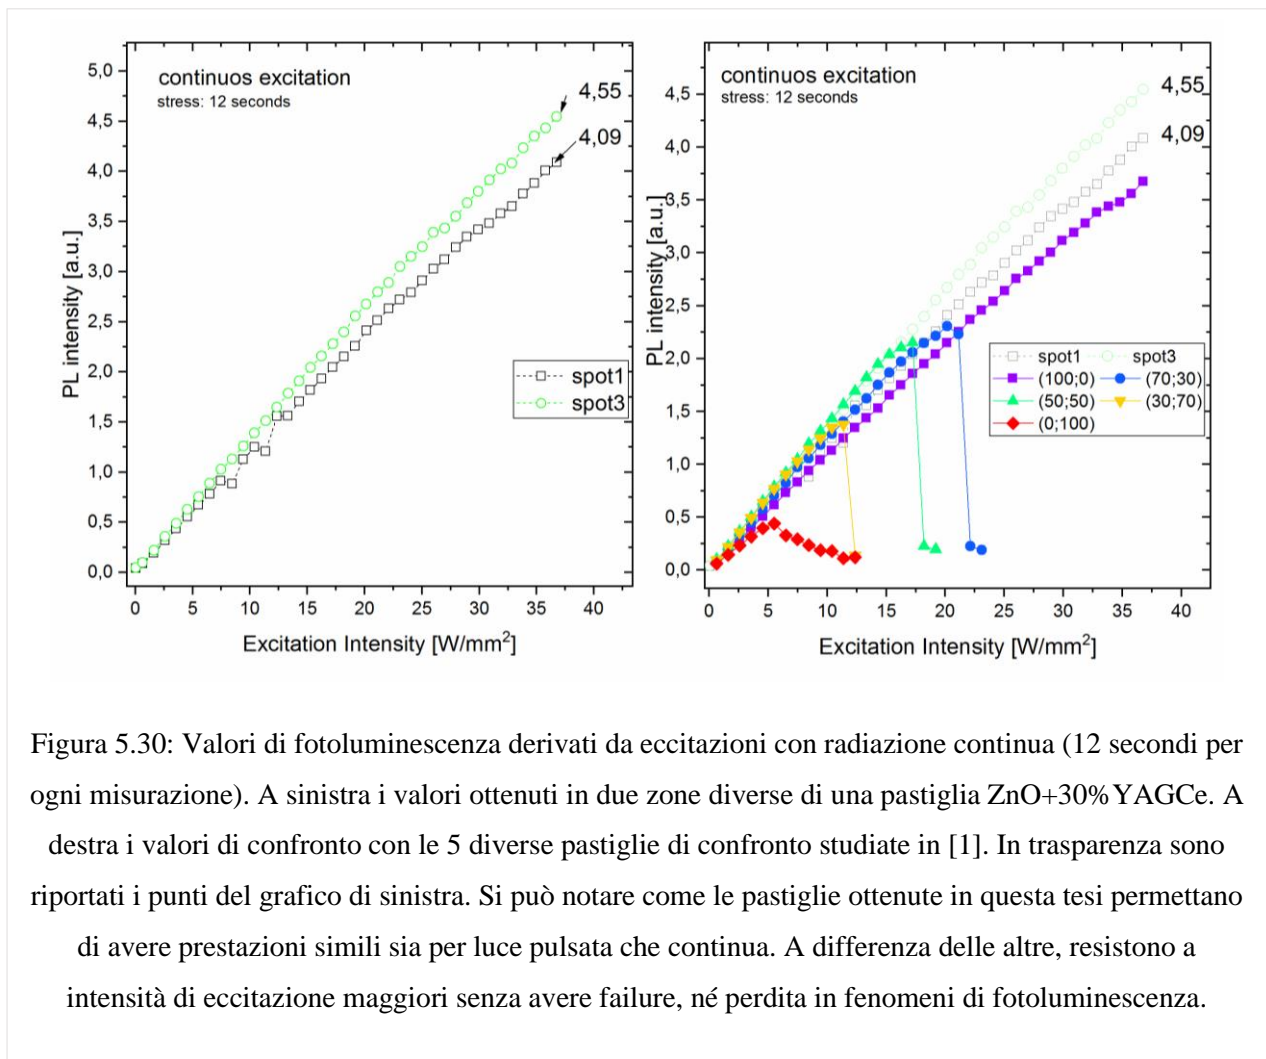 continuos excitation
stress: 12 seconds
4,55
4,09
5,0
4,5
4,0
3,5
3,0
2,5
2,0
1,5
1,0
0,5
0,0
PL intensity [a.u.]
spot1
spot3
0 5 10 15 20 25 30 35 40
Excitation Intensity [W/mm²]
continuos excitation
stress: 12 seconds
4,55
4,09
4,5
4,0
3,5
3,0
2,5
2,0
1,5
1,0
0,5
0,0
PL intensity [a.u.]
spot1 spot3
(100;0) (70;30)
(50;50) (30;70)
(0;100)
0 5 10 15 20 25 30 35 40
Excitation Intensity [W/mm²]
Figura 5.30: Valori di fotoluminescenza derivati da eccitazioni con radiazione continua (12 secondi per
ogni misurazione). A sinistra i valori ottenuti in due zone diverse di una pastiglia ZnO+30%YAGCe. A
destra i valori di confronto con le 5 diverse pastiglie di confronto studiate in [1]. In trasparenza sono
riportati i punti del grafico di sinistra. Si può notare come le pastiglie ottenute in questa tesi permettano
di avere prestazioni simili sia per luce pulsata che continua. A differenza delle altre, resistono a
intensità di eccitazione maggiori senza avere failure, né perdita in fenomeni di fotoluminescenza.